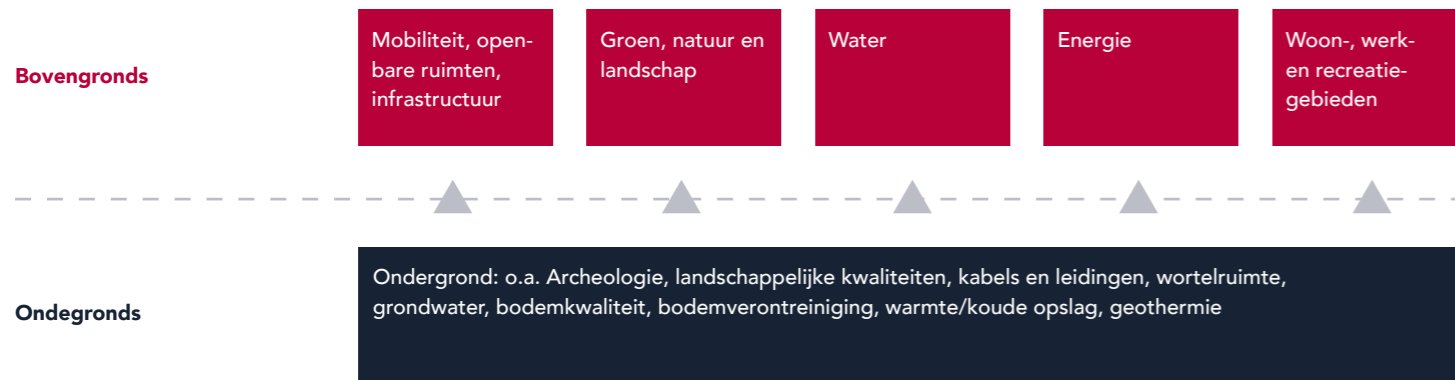 Bovengronds
Mobiliteit, open-
bare ruimten,
infrastructuur
Groen, natuur en
landschap
Water
Energie
Woon-, werk-
en recreatie-
gebieden
Ondegronds
Ondergrond: o.a. Archeologie, landschappelijke kwaliteiten, kabels en leidingen, wortelruimte,
grondwater, bodemkwaliteit, bodemverontreiniging, warmte/koude opslag, geothermie